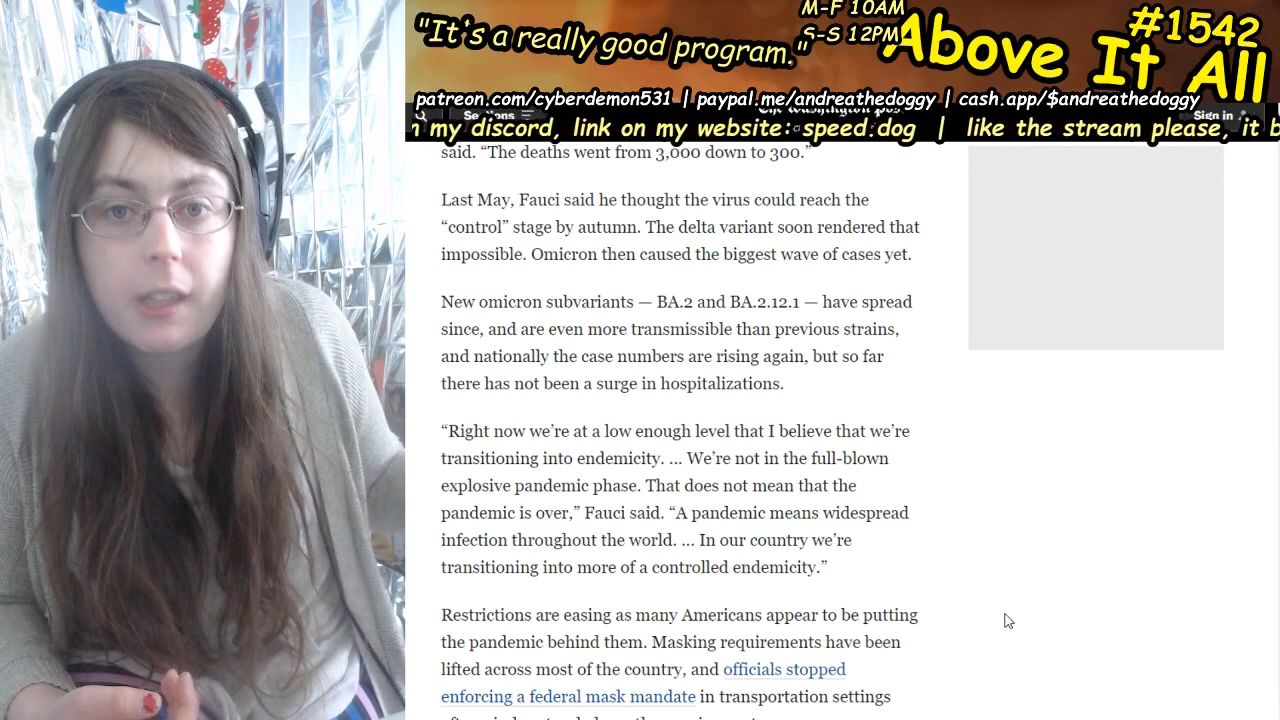 "It's a really good program."
M-F 10AM
S-S 12PM
Above It All
#1542
patreon.com/cyberdemon531 | paypal.me/andreathedoggy | cash.app/$andreathedoggy
Sign in
my discord, link on my website: speed.dog | like the stream please, it
said. “The deaths went from 3,000 down to 300.”
Last May, Fauci said he thought the virus could reach the
“control” stage by autumn. The delta variant soon rendered that
impossible. Omicron then caused the biggest wave of cases yet.
New omicron subvariants — BA.2 and BA.2.12.1 — have spread
since, and are even more transmissible than previous strains,
and nationally the case numbers are rising again, but so far
there has not been a surge in hospitalizations.
“Right now we’re at a low enough level that I believe that we’re
transitioning into endemicity. ... We’re not in the full-blown
explosive pandemic phase. That does not mean that the
pandemic is over,” Fauci said. “A pandemic means widespread
infection throughout the world. ... In our country we’re
transitioning into more of a controlled endemicity.”
Restrictions are easing as many Americans appear to be putting
the pandemic behind them. Masking requirements have been
lifted across most of the country, and officials stopped
enforcing a federal mask mandate in transportation settings